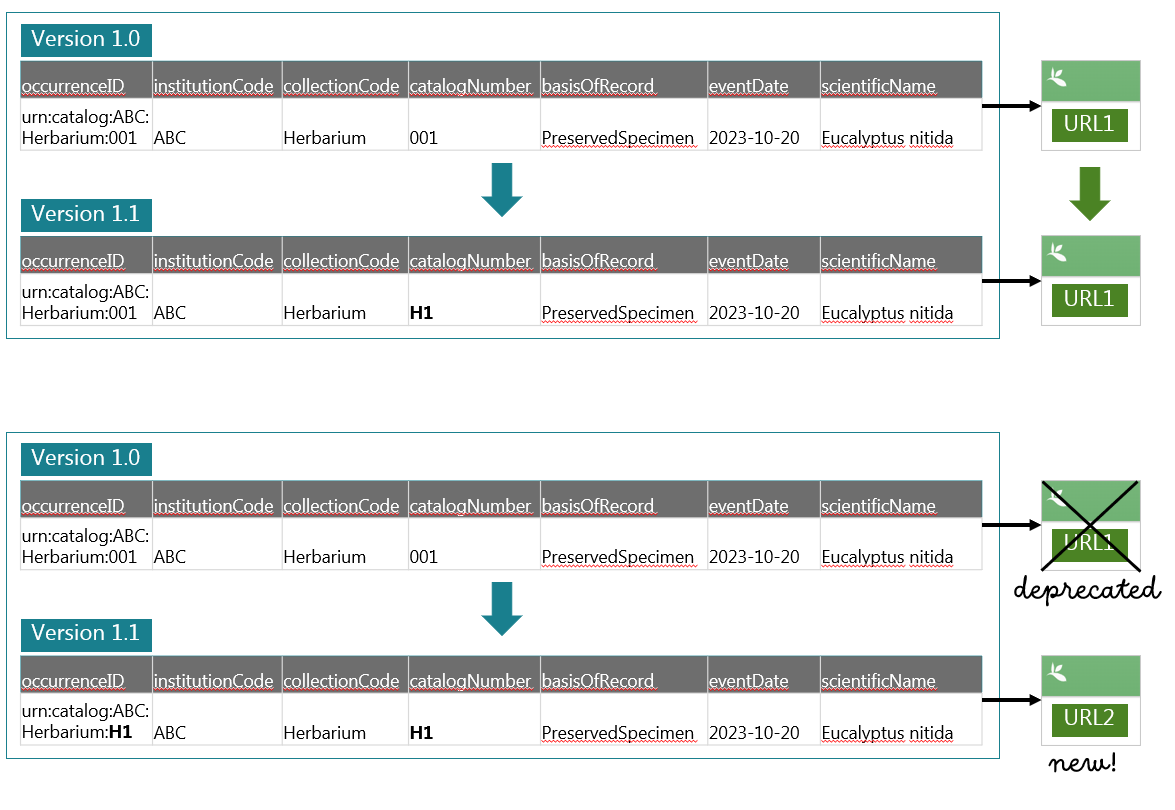 Version 1.0
occurrenceID institutionCode collectionCode catalogNumber basisOfRecord eventDate scientificName
urn:catalog:ABC:
Herbarium:001 ABC Herbarium 001 PreservedSpecimen 2023-10-20 Eucalyptus nitida
URL1
Version 1.1
occurrenceID institutionCode collectionCode catalogNumber basisOfRecord eventDate scientificName
urn:catalog:ABC:
Herbarium:001 ABC Herbarium H1 PreservedSpecimen 2023-10-20 Eucalyptus nitida
URL1
Version 1.0
occurrenceID institutionCode collectionCode catalogNumber basisOfRecord eventDate scientificName
urn:catalog:ABC:
Herbarium:001 ABC Herbarium 001 PreservedSpecimen 2023-10-20 Eucalyptus nitida
URL1
deprecated
Version 1.1
occurrenceID institutionCode collectionCode catalogNumber basisOfRecord eventDate scientificName
urn:catalog:ABC:
Herbarium:H1 ABC Herbarium H1 PreservedSpecimen 2023-10-20 Eucalyptus nitida
URL2
new!